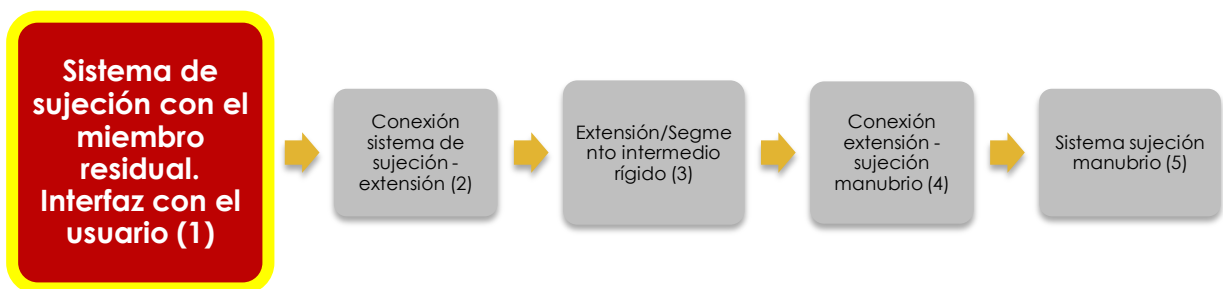 Sistema de
sujeción con el
miembro
residual.
Interfaz con el
usuario (1)
Conexión
sistema de
sujeción -
extensión (2)
Extensión/Segme
nto intermedio
rígido (3)
Conexión
extensión -
sujeción
manubrio (4)
Sistema sujeción
manubrio (5)